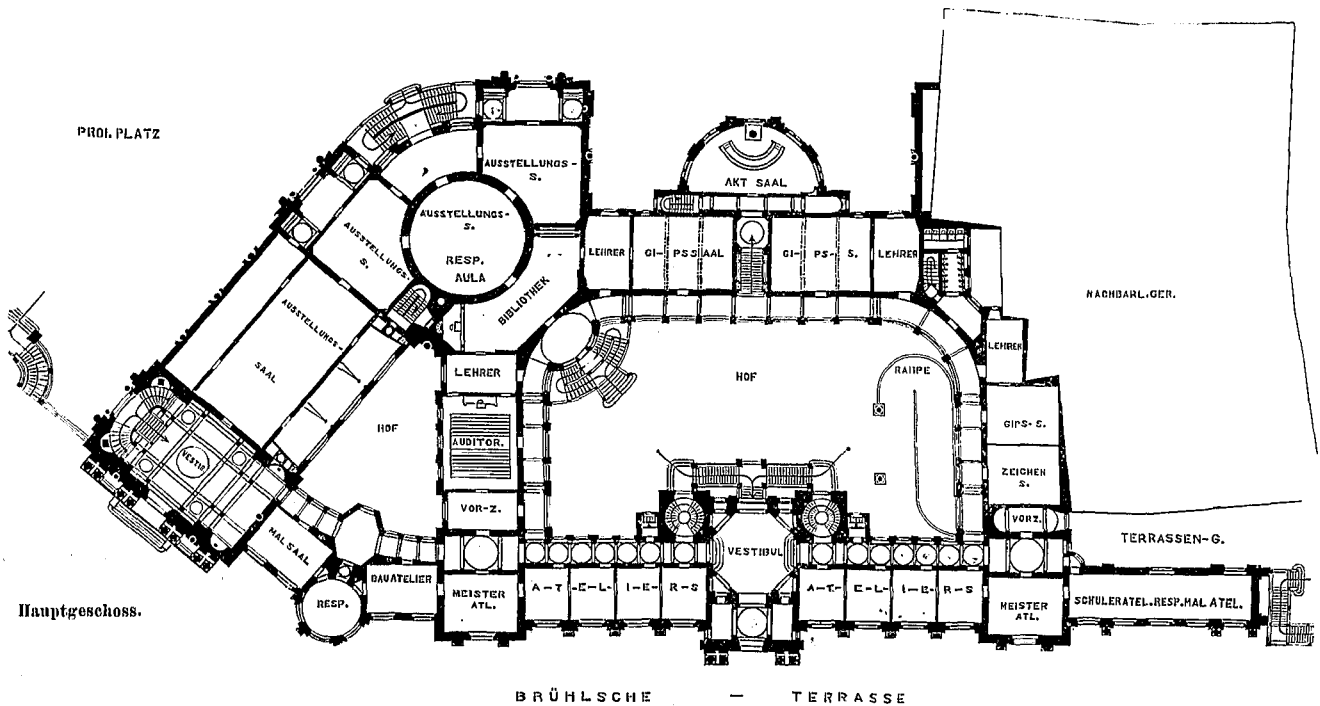 PROJ. PLATZ
AUSSTELLUNGS-
S.
AUSSTELLUNGS-
S.
RESP.
AULA
AUSSTELLUNGS.
S.
AKT SAAL
LEHRER
GI- PSSAAL
GI- PS- S.
LEHRER
BIBLIOTHEK
NACHBARL. GER.
AUSSTELLUNGS-
SAAL
LEHRER
LEHRER
HOF
RAMPE
HOF
AUDITOR.
GIPS- S.
VESTIB
ZEICHEN
S.
VOR-Z.
VORZ.
MAL SAAL
VESTIBUL
TERRASSEN-G.
BAUATELIER
RESP.
MEISTER
ATL.
A-T-E-L-I-E-R-S
A-T-E-L-I-E-R-S
MEISTER
ATL.
SCHULERATEL. RESP. MAL ATEL.
Hauptgeschoss.
BRÜHLSCHE — TERRASSE